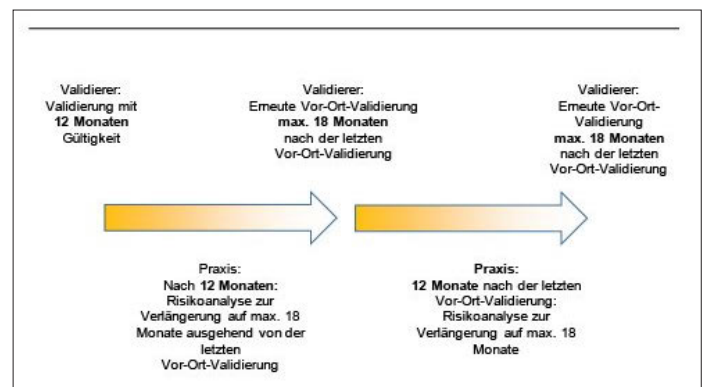 Validierer:
Validierung mit
12 Monaten
Gültigkeit
Validierer:
Erneute Vor-Ort-Validierung
max. 18 Monaten
nach der letzten
Vor-Ort-Validierung
Validierer:
Erneute Vor-Ort-
Validierung
max. 18 Monaten
nach der letzten
Vor-Ort-Validierung
Praxis:
Nach 12 Monaten:
Risikoanalyse zur
Verlängerung auf max. 18
Monate ausgehend von der
letzten
Vor-Ort-Validierung
Praxis:
12 Monate nach der letzten
Vor-Ort-Validierung:
Risikoanalyse zur
Verlängerung auf max. 18
Monate